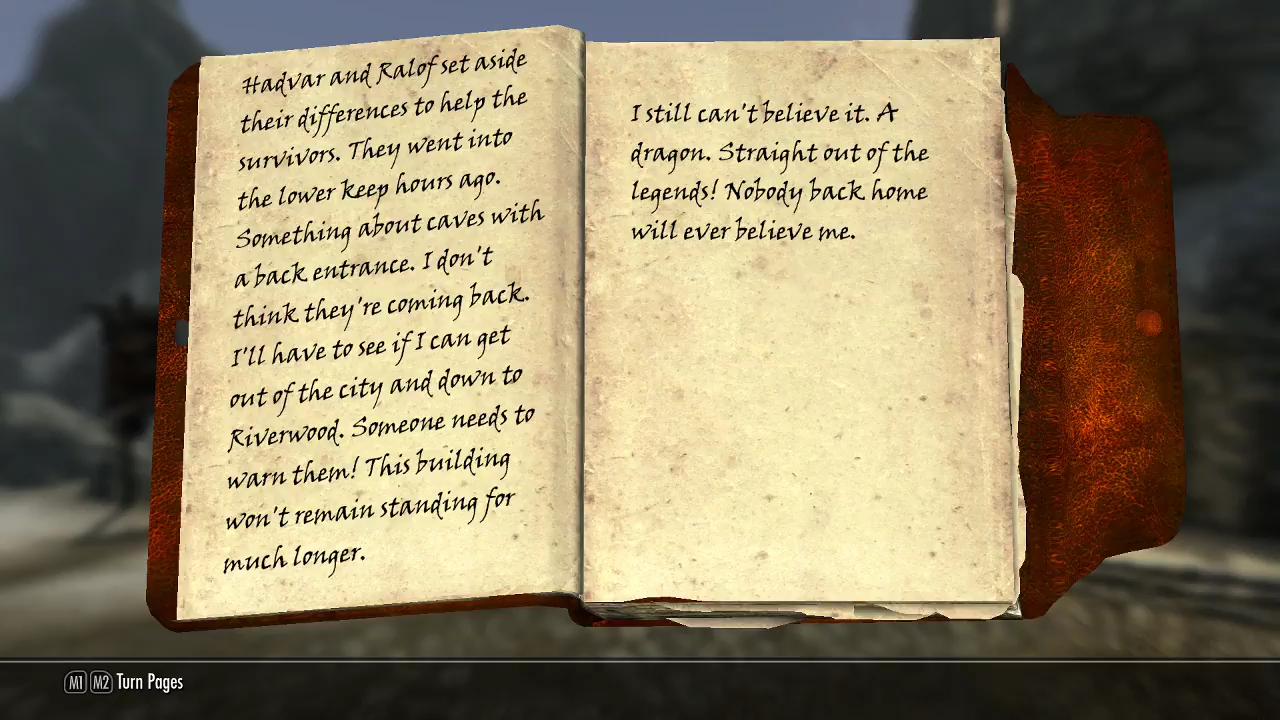 Hadvar and Ralof set aside
their differences to help the
survivors. They went into
the lower keep hours ago.
Something about caves with
a back entrance. I don't
think they're coming back.
I'll have to see if I can get
out of the city and down to
Riverwood. Someone needs to
warn them! This building
won't remain standing for
much longer.
I still can't believe it. A
dragon. Straight out of the
legends! Nobody back home
will ever believe me.
M1 M2 Turn Pages